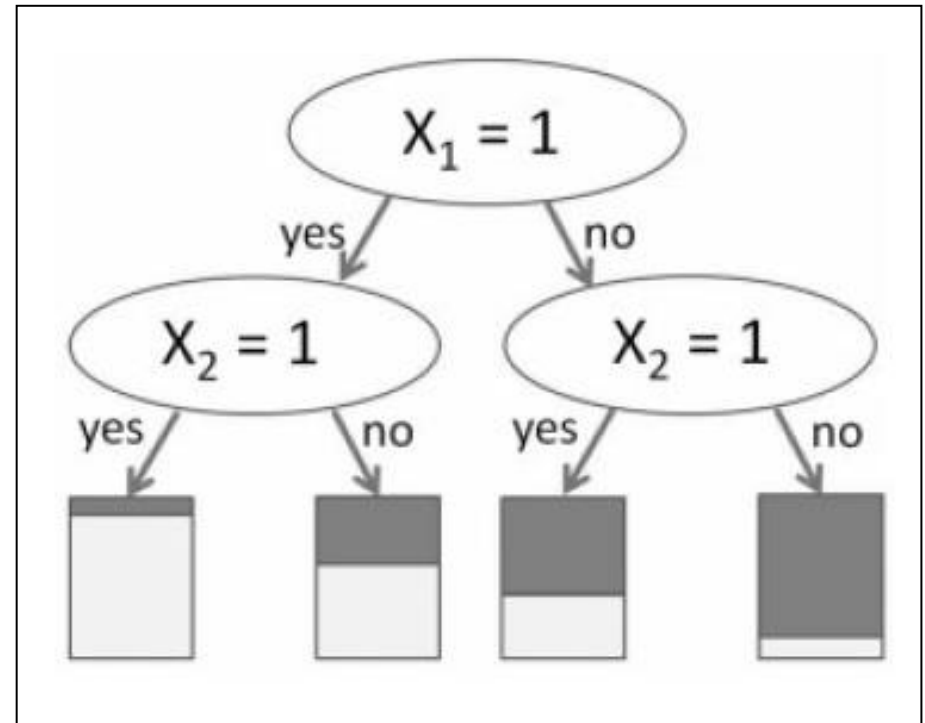 X₁ = 1
yes no
X₂ = 1 X₂ = 1
yes no yes no